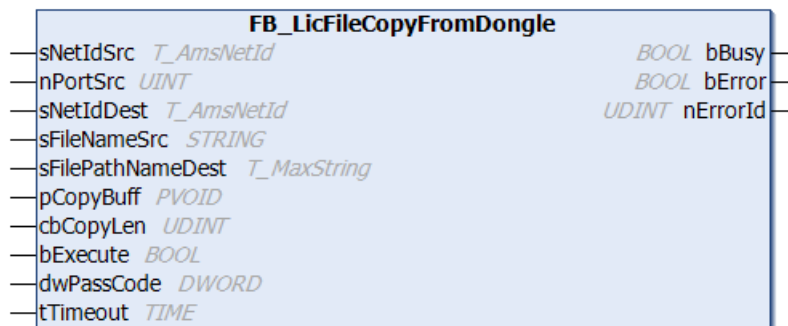 FB_LicFileCopyFromDongle
sNetIdSrc T_AmsNetId BOOL bBusy
nPortSrc UINT BOOL bError
sNetIdDest T_AmsNetId UDINT nErrorId
sFileNameSrc STRING
sFilePathNameDest T_MaxString
pCopyBuff PVOID
cbCopyLen UDINT
bExecute BOOL
dwPassCode DWORD
tTimeout TIME